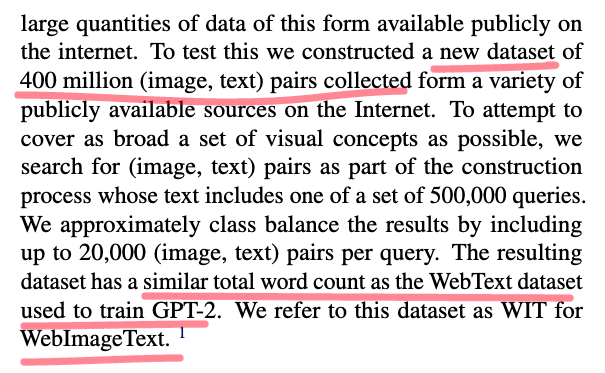 large quantities of data of this form available publicly on
the internet. To test this we constructed a new dataset of
400 million (image, text) pairs collected form a variety of
publicly available sources on the Internet. To attempt to
cover as broad a set of visual concepts as possible, we
search for (image, text) pairs as part of the construction
process whose text includes one of a set of 500,000 queries.
We approximately class balance the results by including
up to 20,000 (image, text) pairs per query. The resulting
dataset has a similar total word count as the WebText dataset
used to train GPT-2. We refer to this dataset as WIT for
WebImageText. 1